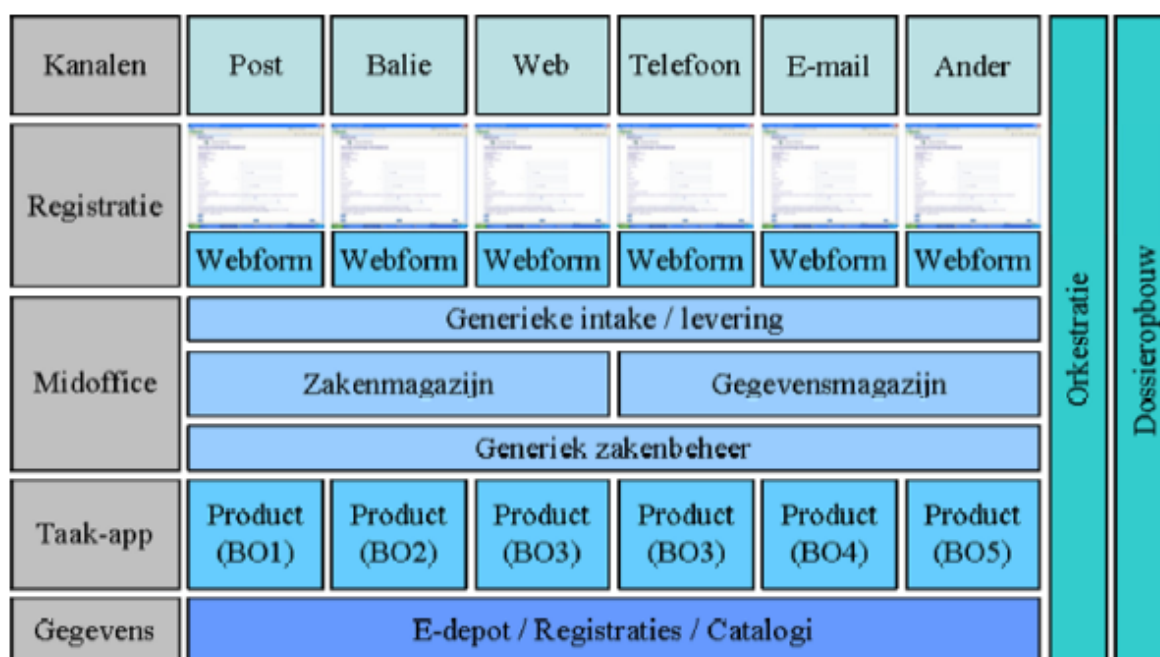 Kanalen
Post
Balie
Web
Telefoon
E-mail
Ander
Registratie
Webform
Webform
Webform
Webform
Webform
Webform
Midoffice
Generieke intake / levering
Zakenmagazijn
Gegevensmagazijn
Generiek zakenbeheer
Taak-app
Product
(BO1)
Product
(BO2)
Product
(BO3)
Product
(BO3)
Product
(BO4)
Product
(BO5)
Gegevens
E-depot / Registraties / Catalogi
Orkestratie
Dossieropbouw